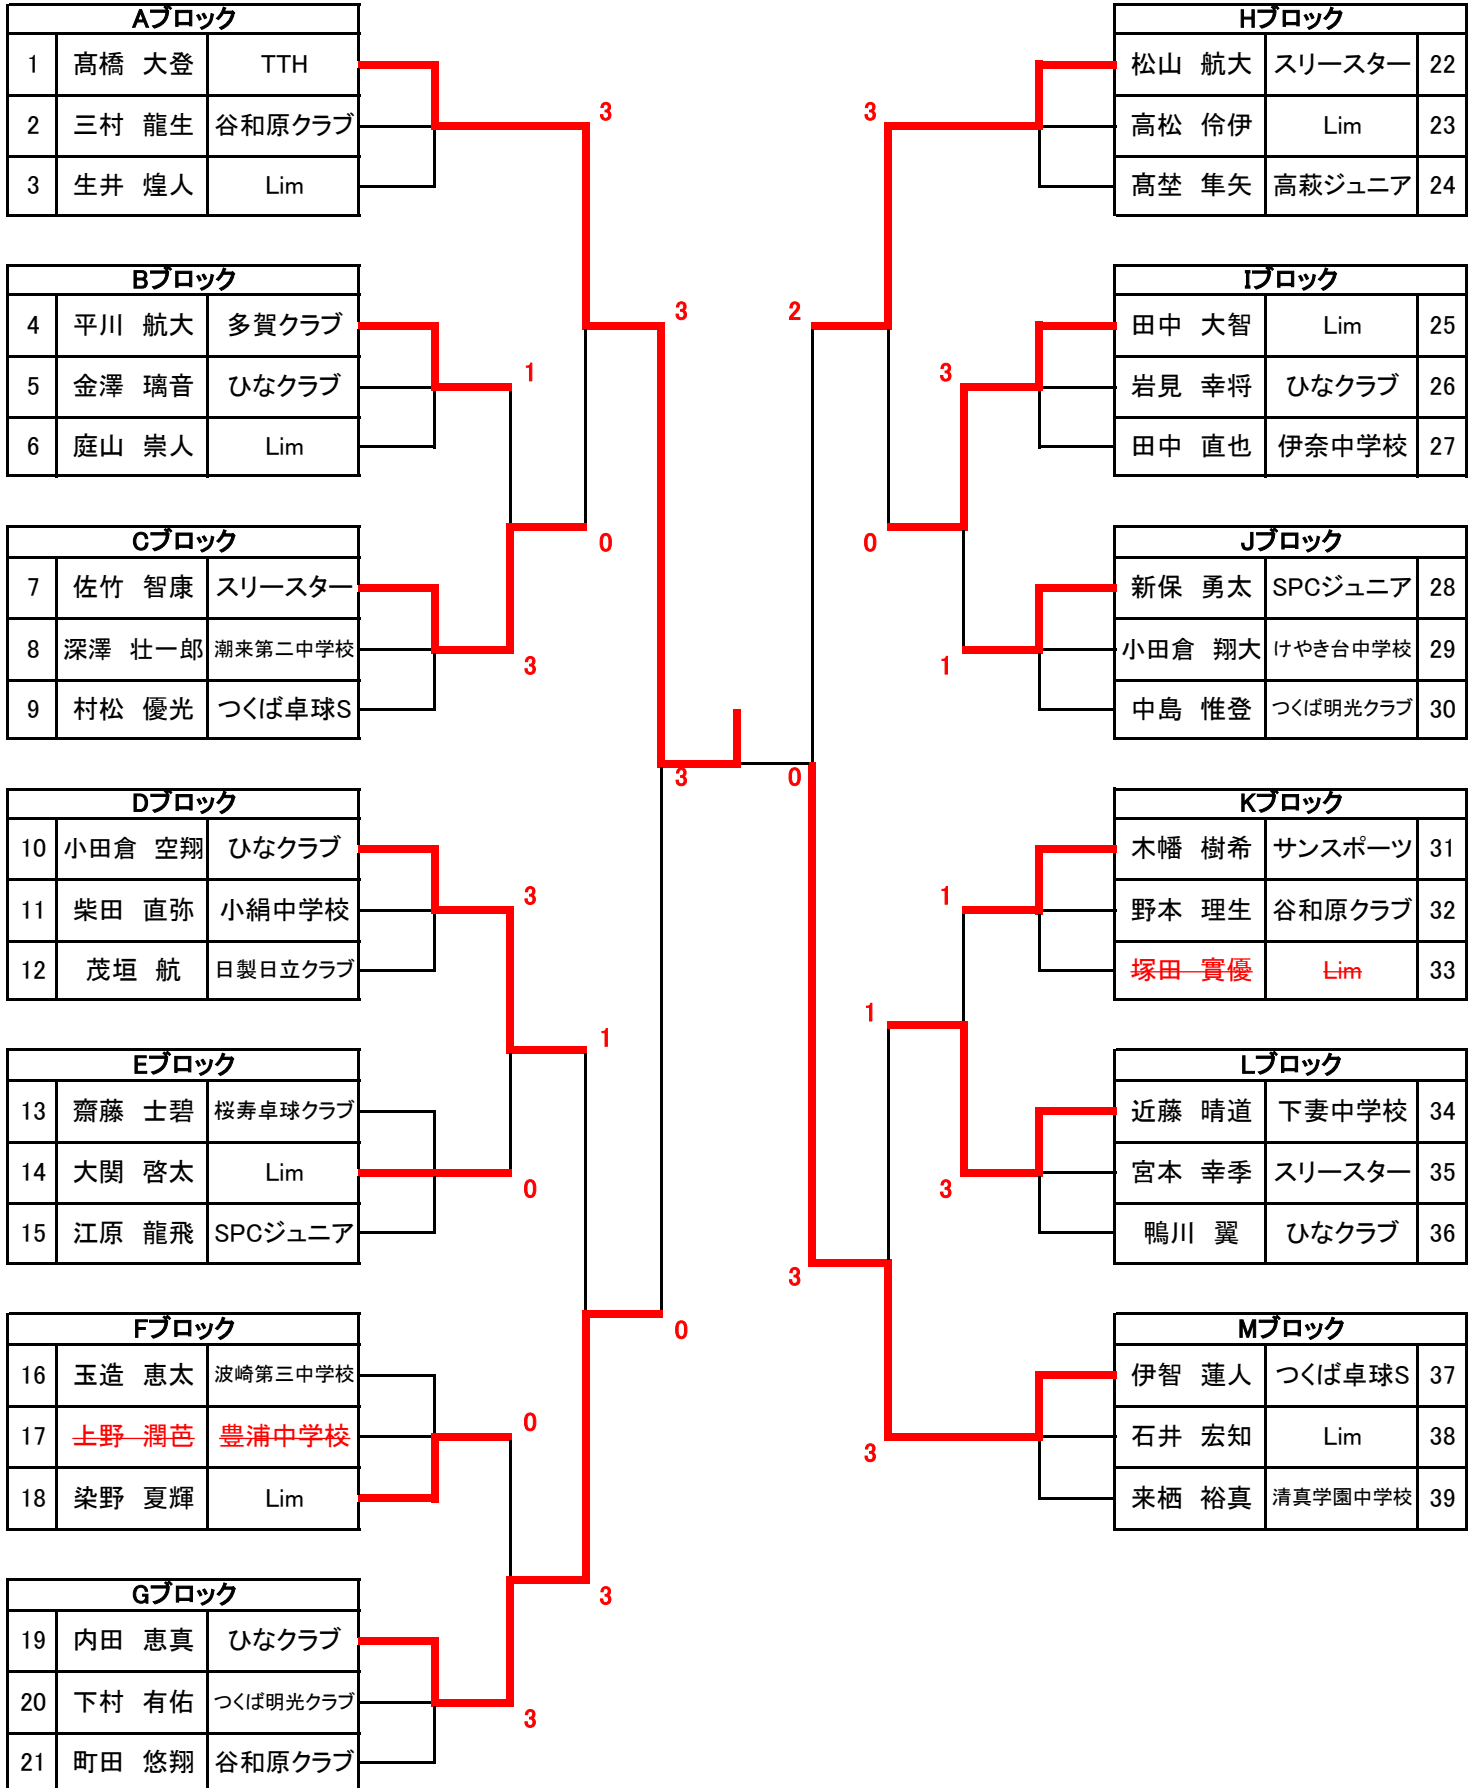 Aブロック
1 髙橋 大登 TTH
2 三村 龍生 谷和原クラブ
3 生井 煌人 Lim
Bブロック
4 平川 航大 多賀クラブ
5 金澤 璃音 ひなクラブ
6 庭山 崇人 Lim
Cブロック
7 佐竹 智康 スリースター
8 深澤 壮一郎 潮来第二中学校
9 村松 優光 つくば卓球S
Dブロック
10 小田倉 空翔 ひなクラブ
11 柴田 直弥 小絹中学校
12 茂垣 航 日製日立クラブ
Eブロック
13 齋藤 士碧 桜寿卓球クラブ
14 大関 啓太 Lim
15 江原 龍飛 SPCジュニア
Fブロック
16 玉造 恵太 波崎第三中学校
17 上野 潤芭 豊浦中学校
18 染野 夏輝 Lim
Gブロック
19 内田 恵真 ひなクラブ
20 下村 有佑 つくば明光クラブ
21 町田 悠翔 谷和原クラブ
3
1
3
0
3
3
3
1
0
0
0
3
3
3
2
3
0
1
0
1
1
3
3
3
Hブロック
松山 航大 スリースター 22
高松 伶伊 Lim 23
髙埜 隼矢 高萩ジュニア 24
Iブロック
田中 大智 Lim 25
岩見 幸将 ひなクラブ 26
田中 直也 伊奈中学校 27
Jブロック
新保 勇太 SPCジュニア 28
小田倉 翔大 けやき台中学校 29
中島 惟登 つくば明光クラブ 30
Kブロック
木幡 樹希 サンスポーツ 31
野本 理生 谷和原クラブ 32
塚田 實優 Lim 33
Lブロック
近藤 晴道 下妻中学校 34
宮本 幸季 スリースター 35
鴨川 翼 ひなクラブ 36
Mブロック
伊智 蓮人 つくば卓球S 37
石井 宏知 Lim 38
来栖 裕真 清真学園中学校 39